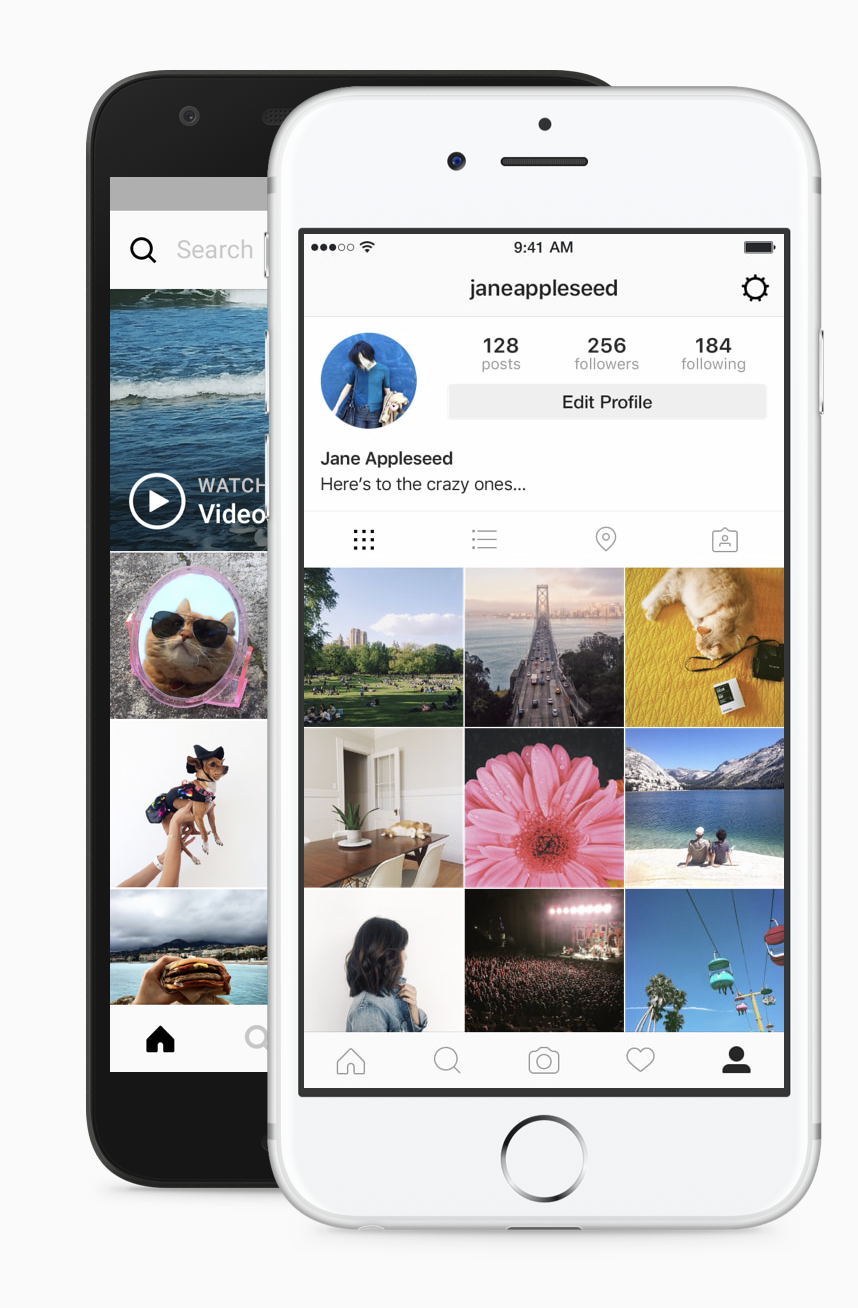 Search
WATCH
Video
9:41 AM
janeappleseed
128 256 184
posts followers following
Edit Profile
Jane Appleseed
Here's to the crazy ones...